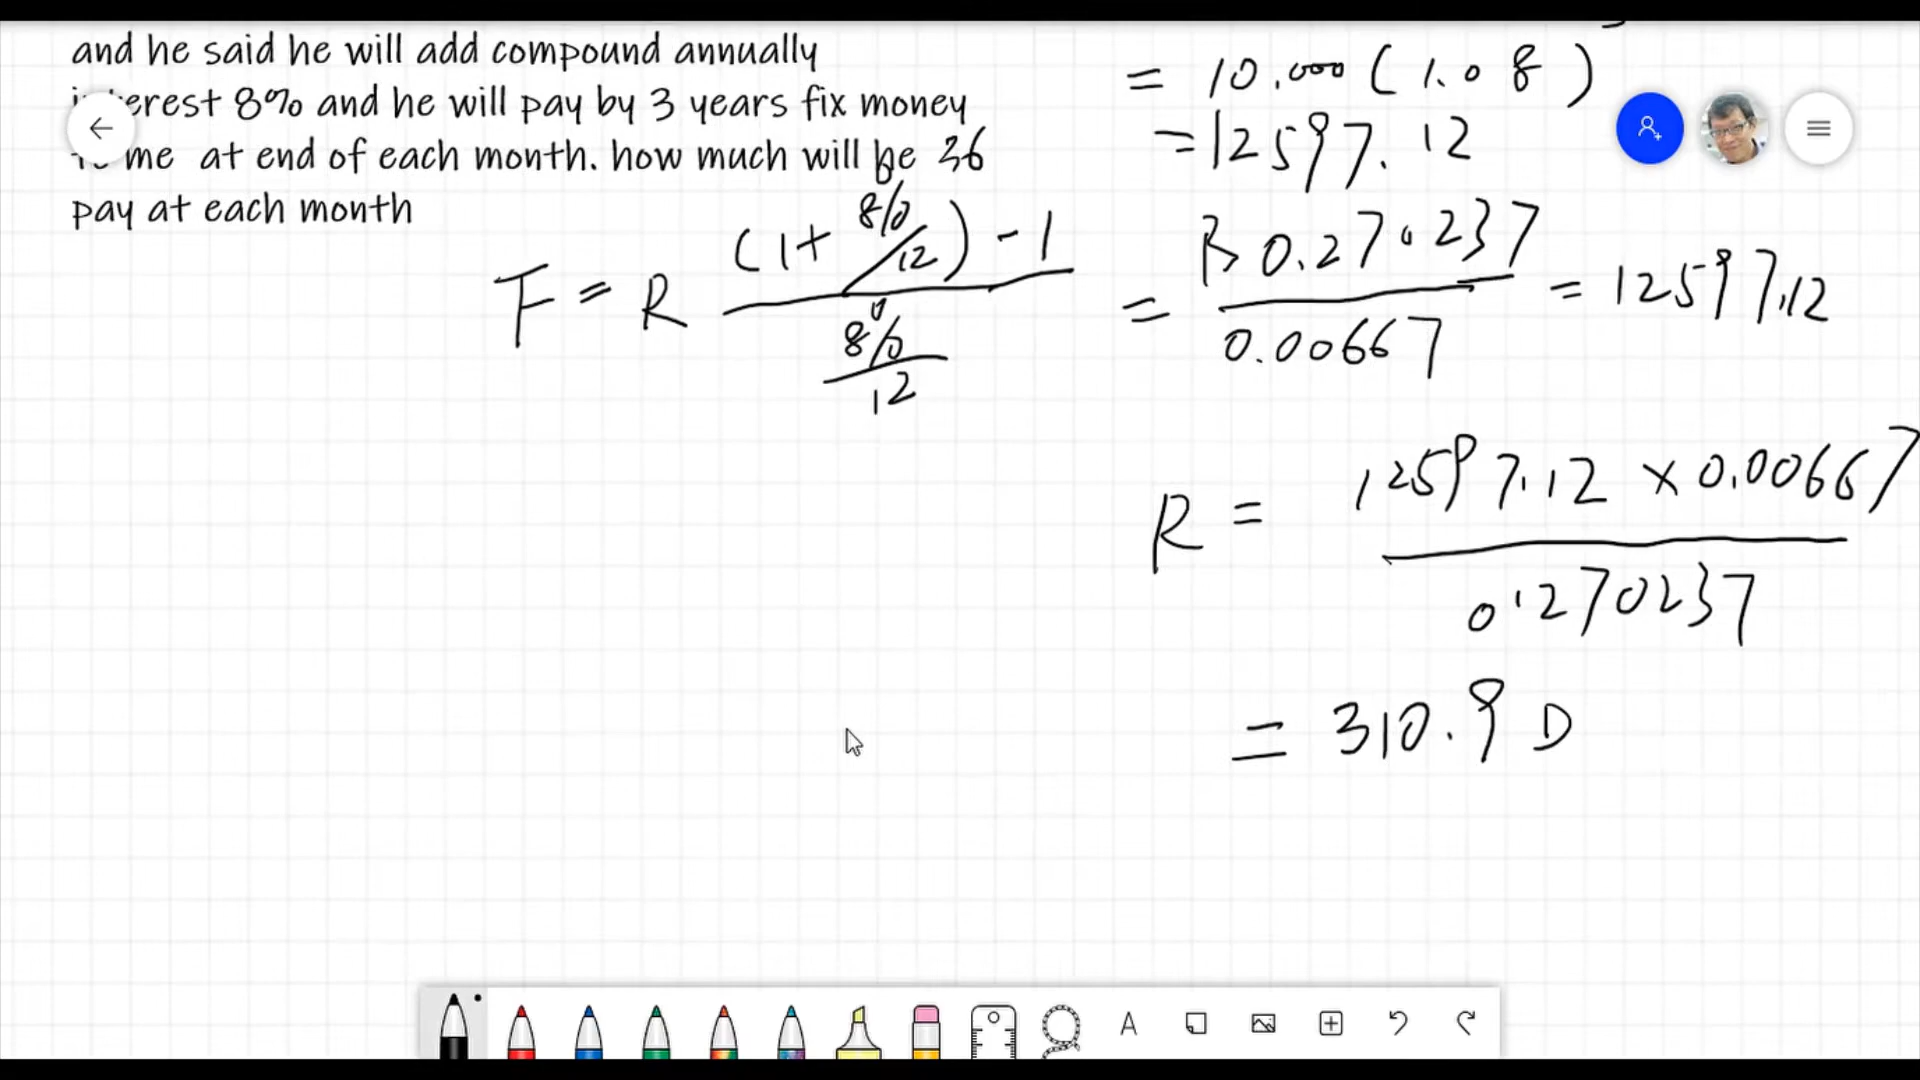 and he said he will add compound annually
erest 8% and he will pay by 3 years fix money
me at end of each month. how much will be
pay at each month
36
F = R (1+ 8% / 12) - 1
8%
12
= 10.000 ( 1.08 )
= 12597.12
= R 0.270237 = 12597.12
0.00667
R = 12597.12 × 0.00667
0.270237
= 310.9 D
A